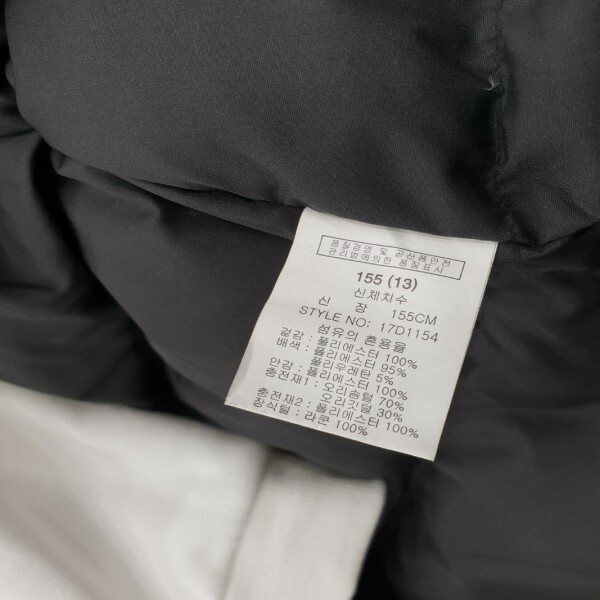 품질경영 및 공산품안전
관리법에의한 품질표시
155 (13)
신체치수
신 장 155CM
STYLE NO: 17D1154
섬유의 혼용률
겉감 : 폴리에스터 100%
배색 : 폴리에스터 95%
폴리우레탄 5%
안감 : 폴리에스터 100%
충전재1 : 오리솜털 70%
오리깃털 30%
충전재2 : 폴리에스터 100%
장식털 : 라쿤 100%